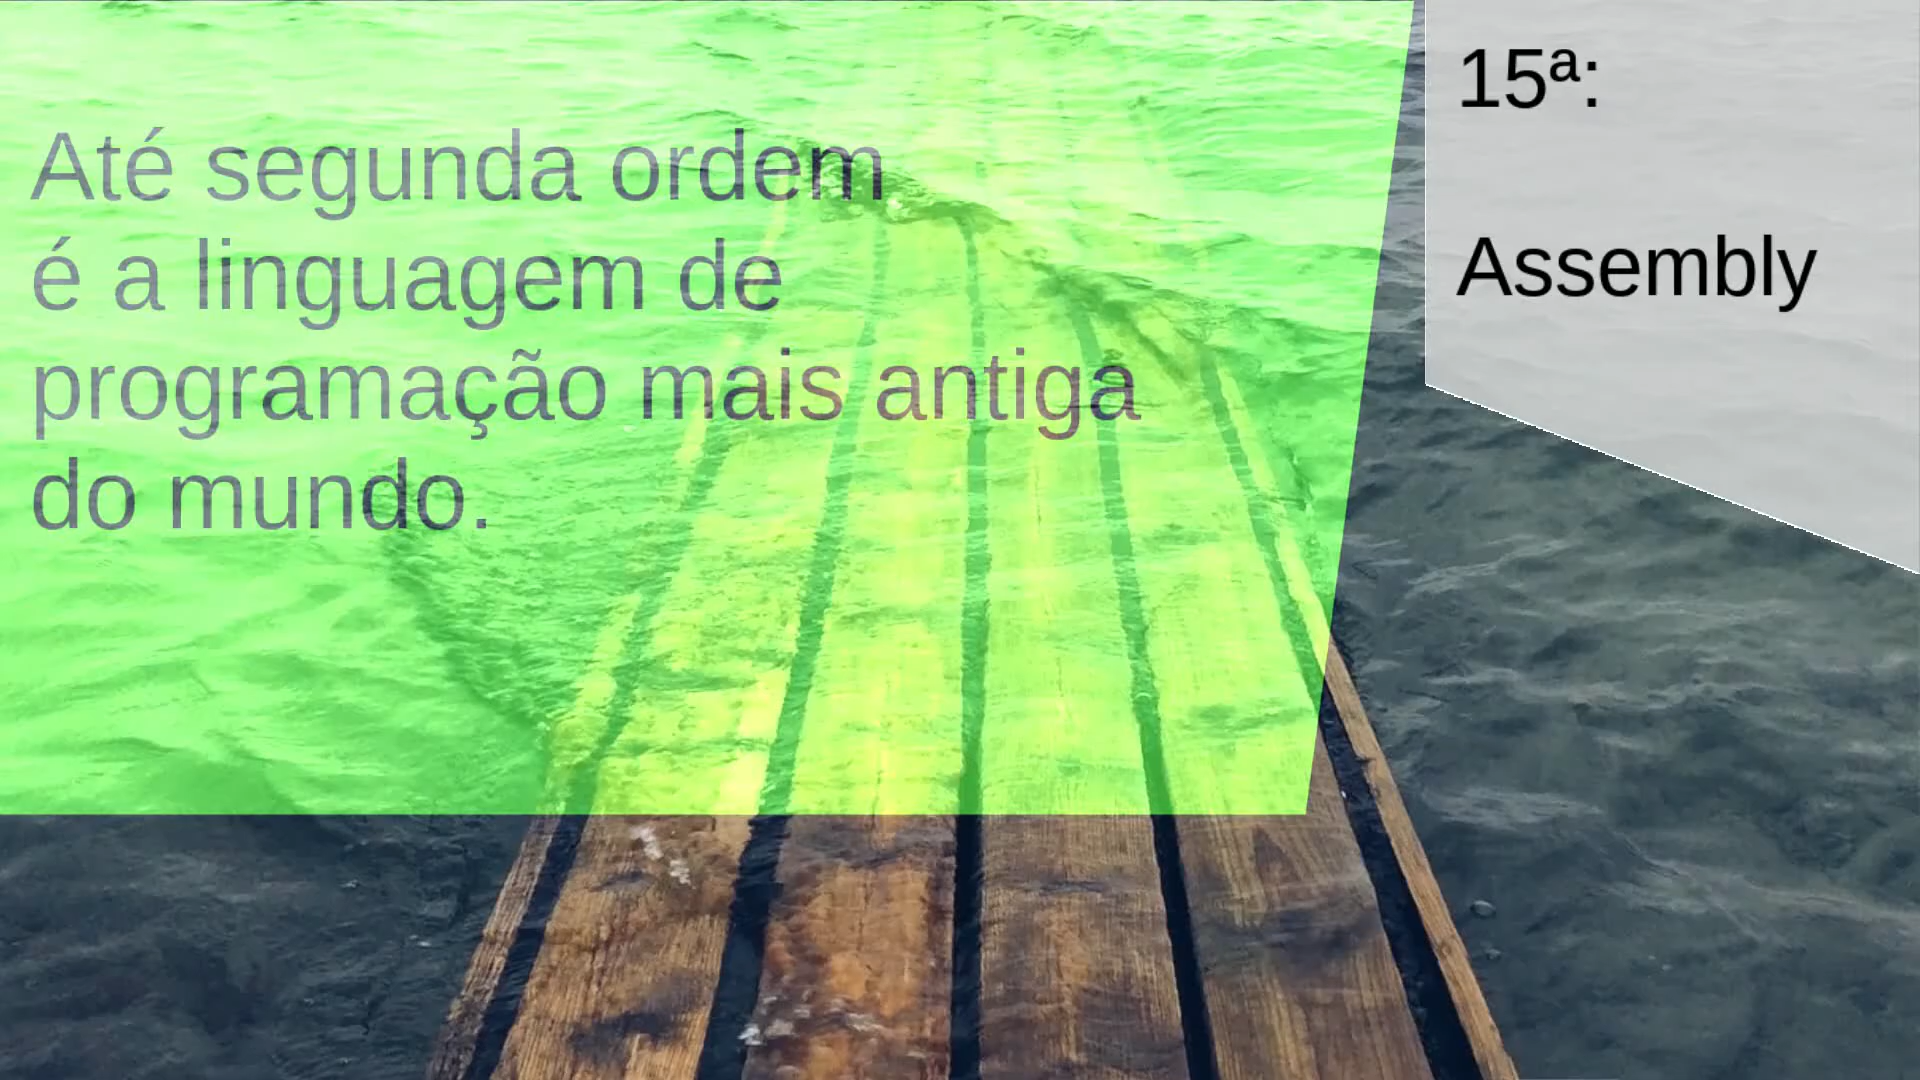 Até segunda ordem
é a linguagem de
programação mais antiga
do mundo.
15ª:
Assembly